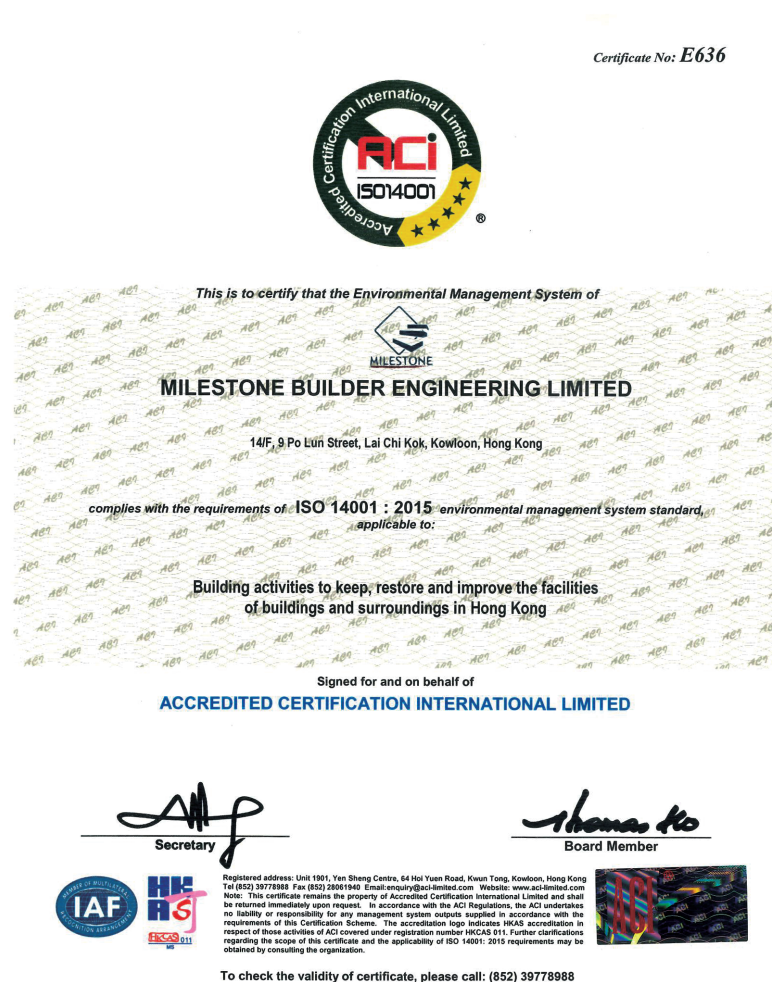 Certificate No: E636
Accredited Certification International Limited
ACi
ISO14001
®
This is to certify that the Environmental Management System of
MILESTONE
MILESTONE BUILDER ENGINEERING LIMITED
14/F, 9 Po Lun Street, Lai Chi Kok, Kowloon, Hong Kong
complies with the requirements of ISO 14001 : 2015 environmental management system standard,
applicable to:
Building activities to keep, restore and improve the facilities
of buildings and surroundings in Hong Kong
Signed for and on behalf of
ACCREDITED CERTIFICATION INTERNATIONAL LIMITED
Thomas Ho
Secretary
Board Member
MEMBER OF MULTILATERAL
IAF
RECOGNITION ARRANGEMENT
HK
AS
HKCAS 011
MS
Registered address: Unit 1901, Yen Sheng Centre, 64 Hoi Yuen Road, Kwun Tong, Kowloon, Hong Kong
Tel (852) 39778988 Fax (852) 28061940 Email:enquiry@aci-limited.com Website: www.aci-limited.com
Note: This certificate remains the property of Accredited Certification International Limited and shall
be returned immediately upon request. In accordance with the ACI Regulations, the ACI undertakes
no liability or responsibility for any management system outputs supplied in accordance with the
requirements of this Certification Scheme. The accreditation logo indicates HKAS accreditation in
respect of those activities of ACI covered under registration number HKCAS 011. Further clarifications
regarding the scope of this certificate and the applicability of ISO 14001: 2015 requirements may be
obtained by consulting the organization.
ACI
To check the validity of certificate, please call: (852) 39778988